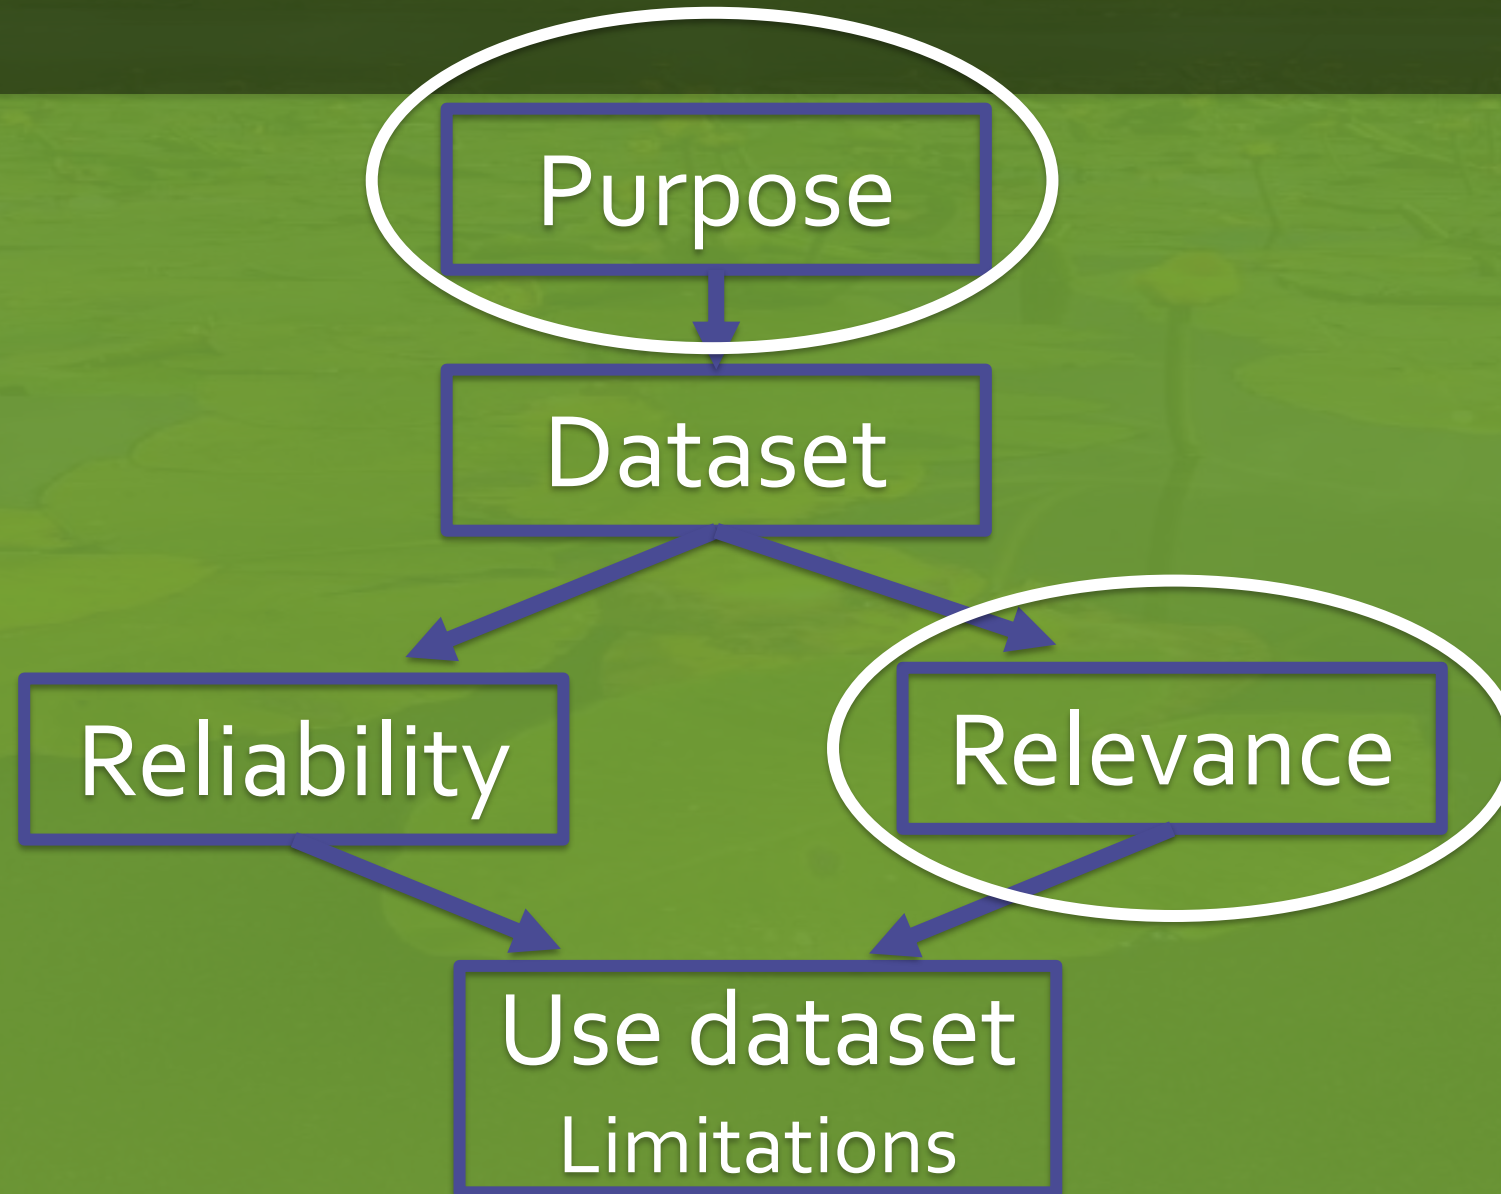 Purpose
Dataset
Reliability
Relevance
Use dataset
Limitations